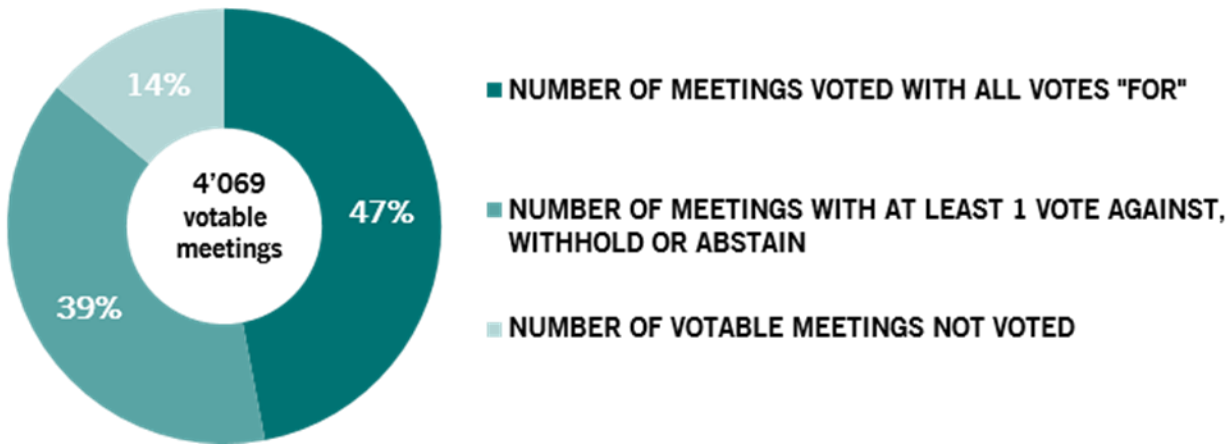 14%
4’069
votable
meetings
47%
39%
NUMBER OF MEETINGS VOTED WITH ALL VOTES "FOR"
NUMBER OF MEETINGS WITH AT LEAST 1 VOTE AGAINST,
WITHHOLD OR ABSTAIN
NUMBER OF VOTABLE MEETINGS NOT VOTED